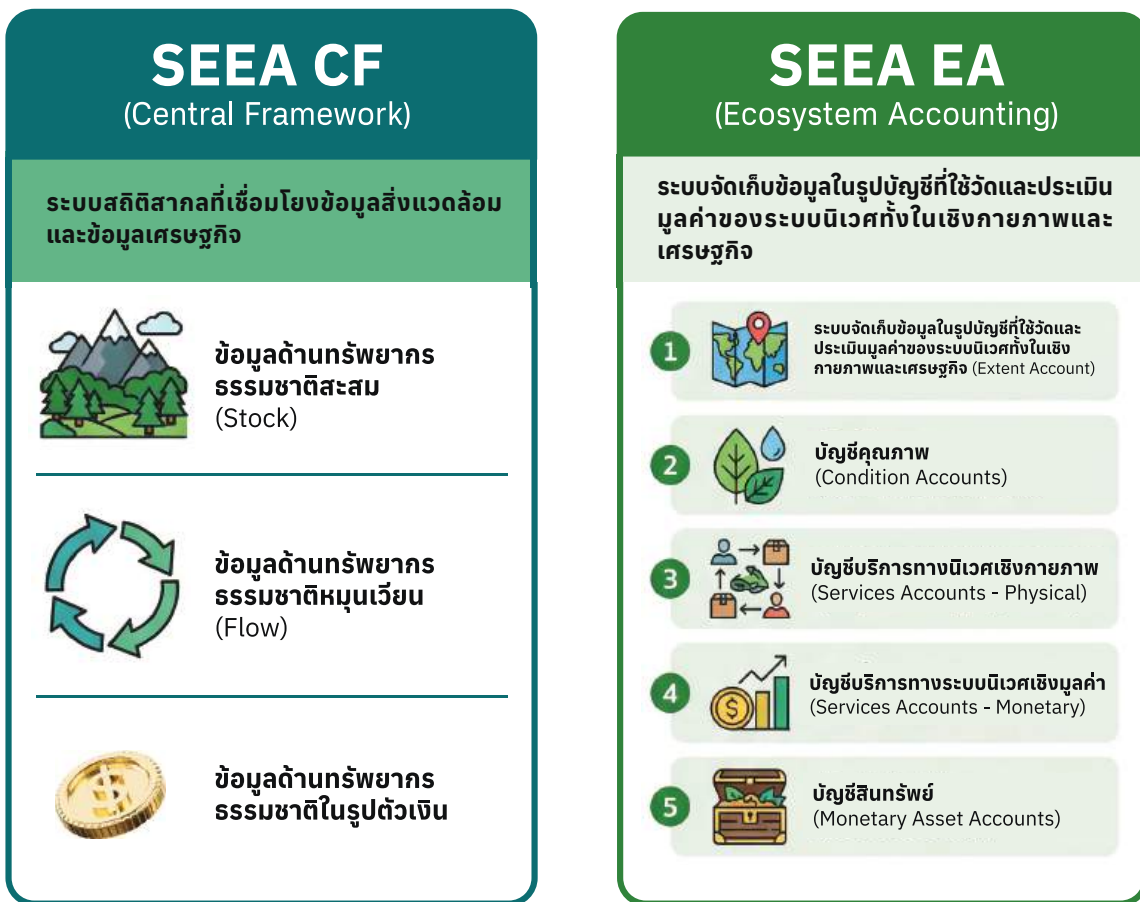 SEEA CF
(Central Framework)
ระบบสถิติสากลที่เชื่อมโยงข้อมูลสิ่งแวดล้อม
และข้อมูลเศรษฐกิจ
ข้อมูลด้านทรัพยากร
ธรรมชาติสะสม
(Stock)
ข้อมูลด้านทรัพยากร
ธรรมชาติหมุนเวียน
(Flow)
ข้อมูลด้านทรัพยากร
ธรรมชาติในรูปตัวเงิน
SEEA EA
(Ecosystem Accounting)
ระบบจัดเก็บข้อมูลในรูปบัญชีที่ใช้วัดและประเมิน
มูลค่าของระบบนิเวศทั้งในเชิงกายภาพและ
เศรษฐกิจ
1
ระบบจัดเก็บข้อมูลในรูปบัญชีที่ใช้วัดและ
ประเมินมูลค่าของระบบนิเวศทั้งในเชิง
กายภาพและเศรษฐกิจ (Extent Account)
2
บัญชีคุณภาพ
(Condition Accounts)
3
บัญชีบริการทางนิเวศเชิงกายภาพ
(Services Accounts - Physical)
4
บัญชีบริการทางระบบนิเวศเชิงมูลค่า
(Services Accounts - Monetary)
5
บัญชีสินทรัพย์
(Monetary Asset Accounts)